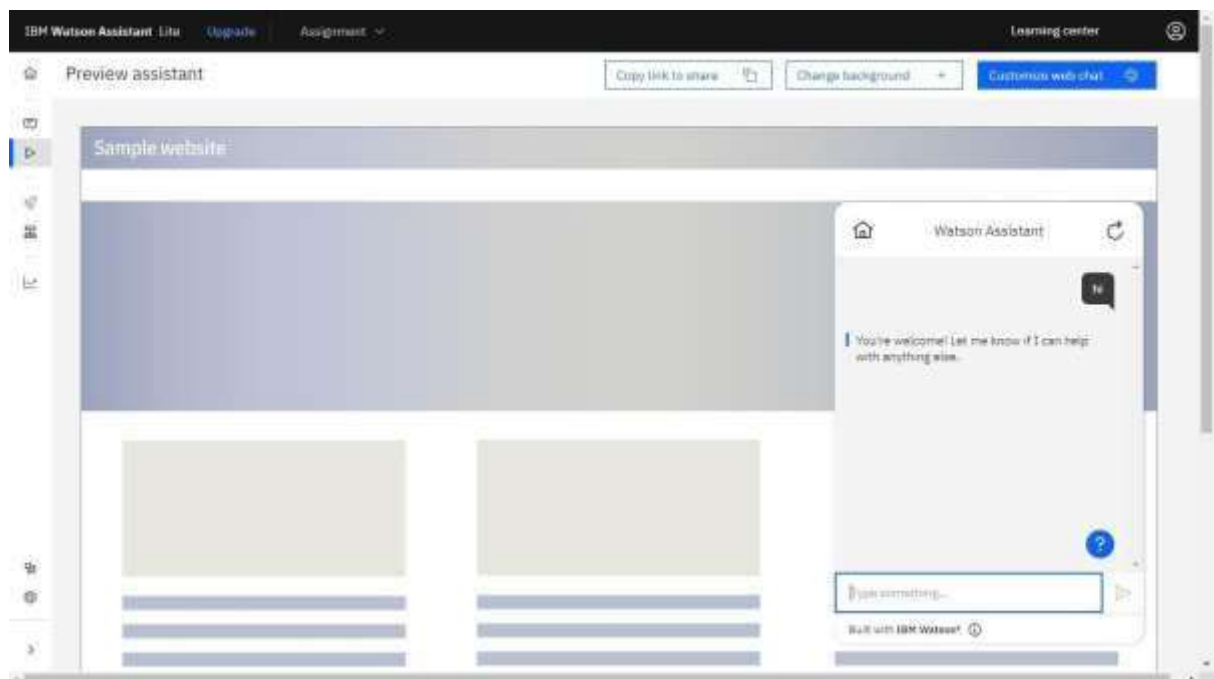 IBM Watson Assistant Lite Upgrade Assignment Learning center
Preview assistant Copy link to share Change background Customize web chat
Sample website
Watson Assistant
hi
You're welcome! Let me know if I can help
with anything else.
?
Type something...
Built with IBM Watson®